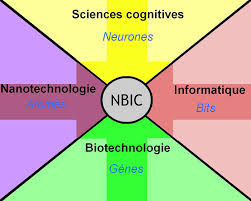 Sciences cognitives
Neurones
Nanotechnologie
Atomes
NBIC
Informatique
Bits
Biotechnologie
Gènes